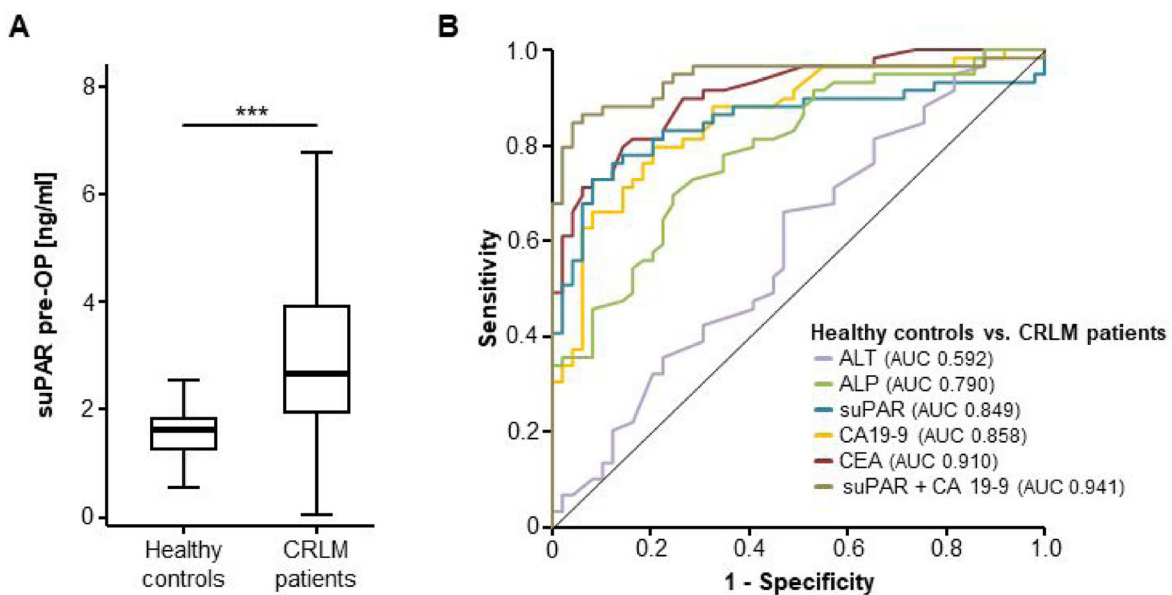 A
suPAR pre-OP [ng/ml]
8
6
4
2
0
***
Healthy
controls
CRLM
patients
B
Sensitivity
1.0
0.8
0.6
0.4
0.2
0
Healthy controls vs. CRLM patients
ALT (AUC 0.592)
ALP (AUC 0.790)
suPAR (AUC 0.849)
CA19-9 (AUC 0.858)
CEA (AUC 0.910)
suPAR + CA 19-9 (AUC 0.941)
0 0.2 0.4 0.6 0.8 1.0
1 - Specificity